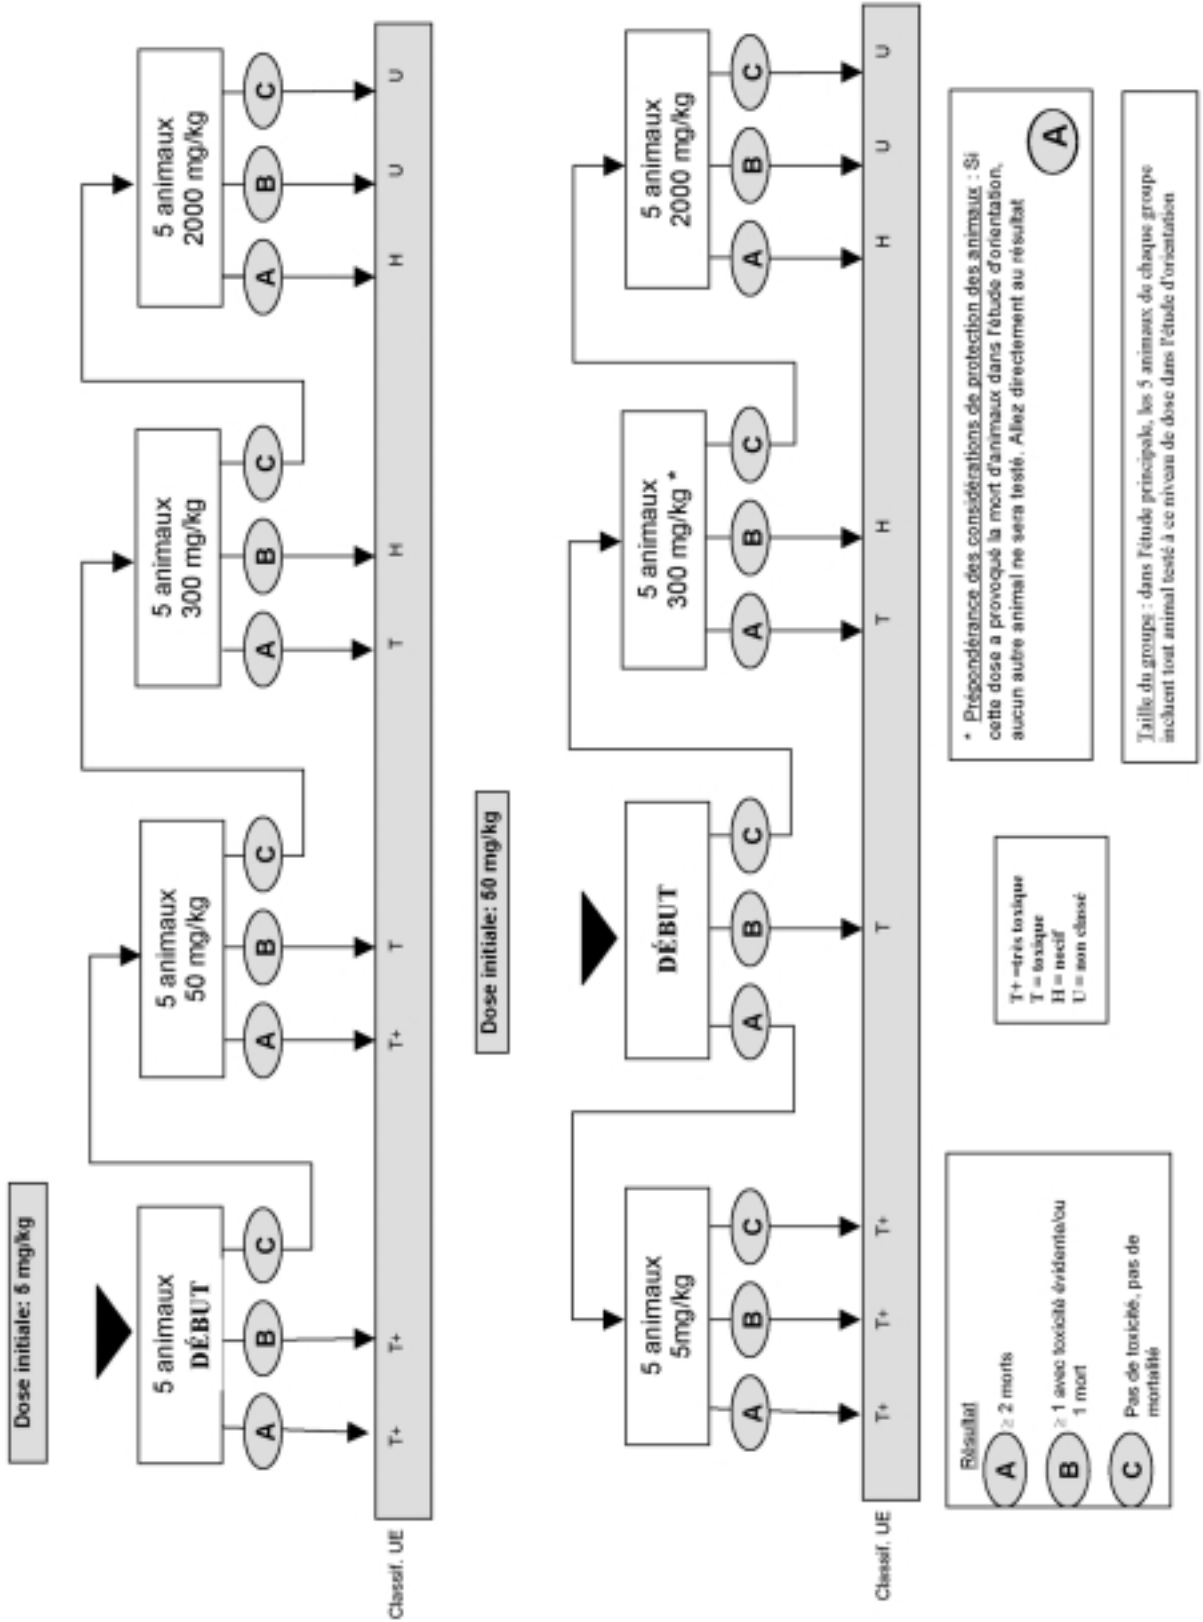 Dose initiale: 5 mg/kg
5 animaux
DÉBUT
5 animaux
50 mg/kg
5 animaux
300 mg/kg
5 animaux
2000 mg/kg
A
B
C
A
B
C
A
B
C
A
B
C
Classif. UE
T+
T+
T+
T
T
H
H
U
U
Dose initiale: 50 mg/kg
5 animaux
5mg/kg
DÉBUT
5 animaux
300 mg/kg *
5 animaux
2000 mg/kg
A
B
C
A
B
C
A
B
C
A
B
C
Classif. UE
T+
T+
T+
T
T
H
H
U
U
Résultat
A ≥ 2 morts
B ≥ 1 avec toxicité évidente/ou
1 mort
C Pas de toxicité, pas de
mortalité
T+ =très toxique
T = toxique
H = nocif
U = non classé
* Prépondérance des considérations de protection des animaux : Si
cette dose a provoqué la mort d'animaux dans l'étude d'orientation,
aucun autre animal ne sera testé. Allez directement au résultat
A
Taille du groupe : dans l'étude principale, les 5 animaux de chaque groupe
incluent tout animal testé à ce niveau de dose dans l'étude d'orientation